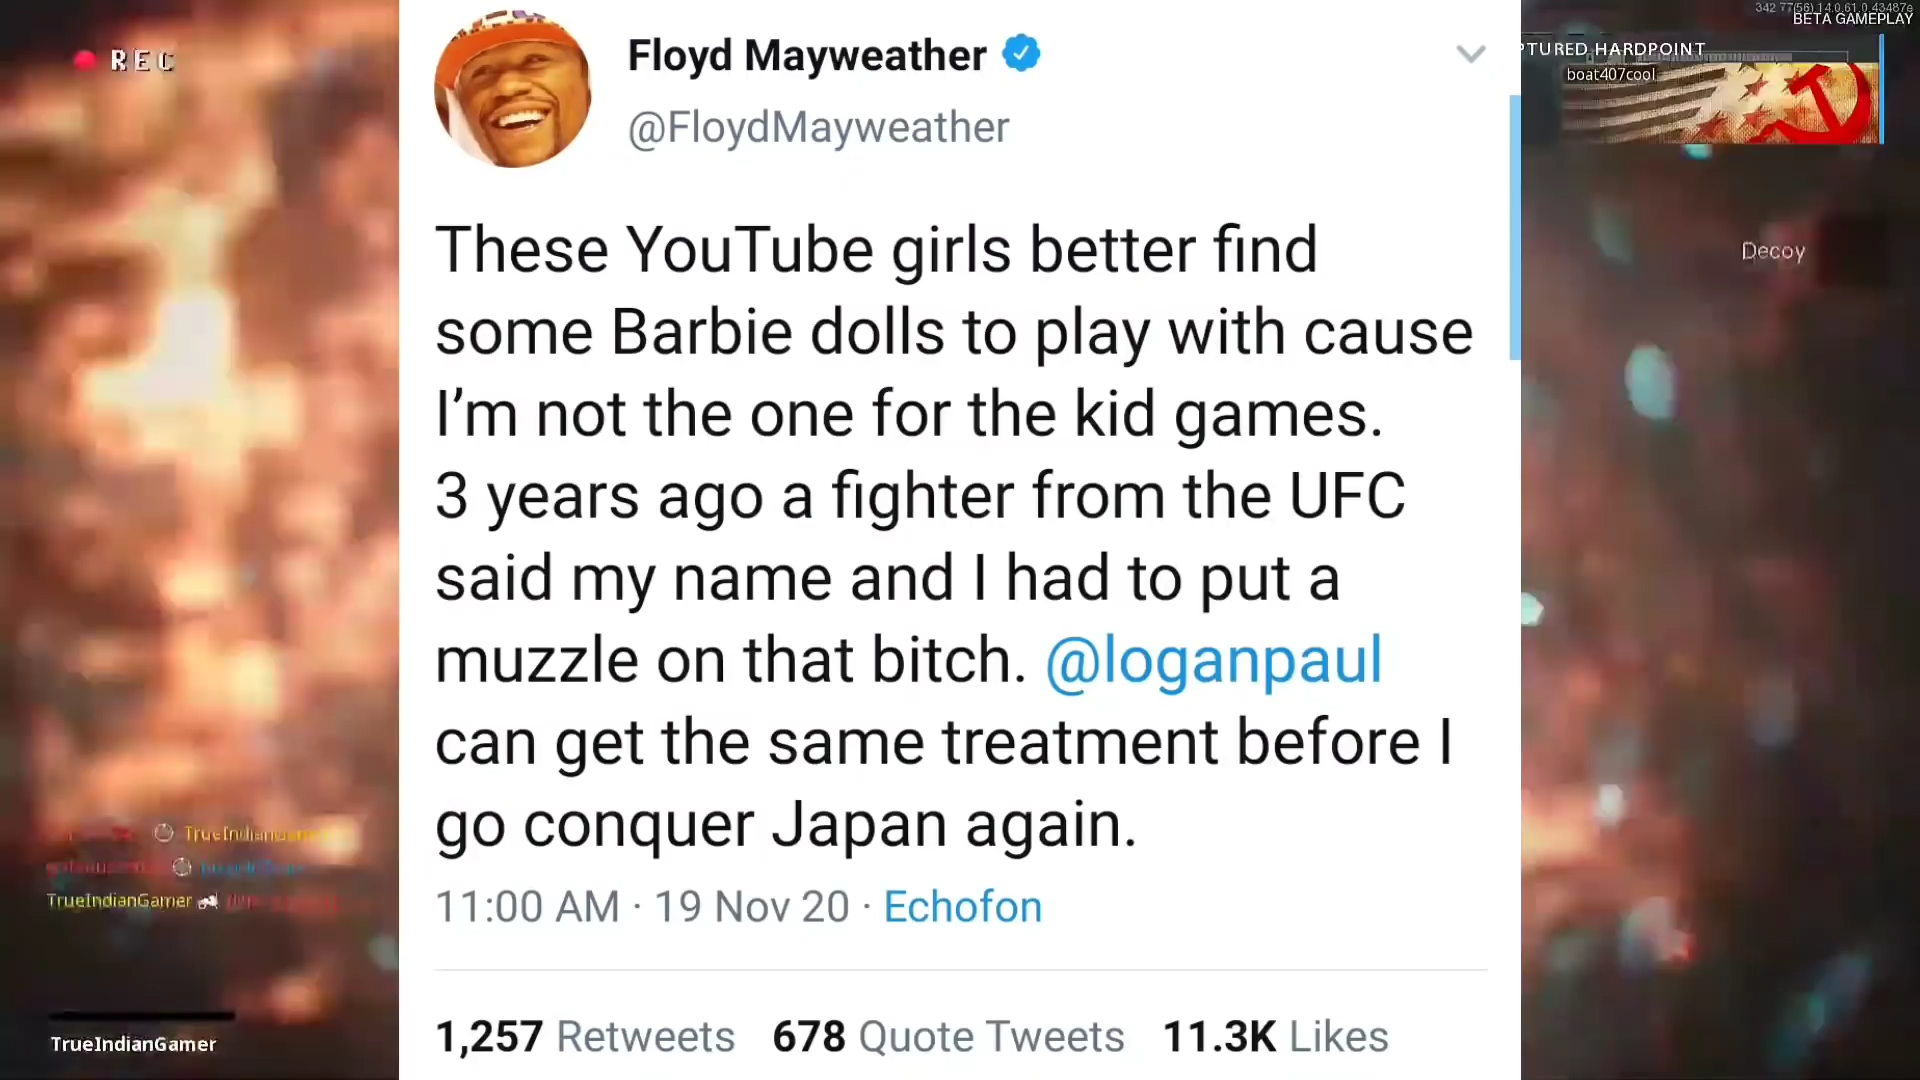 REC
Floyd Mayweather
@FloydMayweather
These YouTube girls better find
some Barbie dolls to play with cause
I'm not the one for the kid games.
3 years ago a fighter from the UFC
said my name and I had to put a
muzzle on that bitch. @loganpaul
can get the same treatment before I
go conquer Japan again.
11:00 AM · 19 Nov 20 · Echofon
1,257 Retweets 678 Quote Tweets 11.3K Likes
BETA GAMEPLAY
PTURED HARDPOINT
boat407cool
Decoy
TrueIndianGamer
TrueIndianGamer